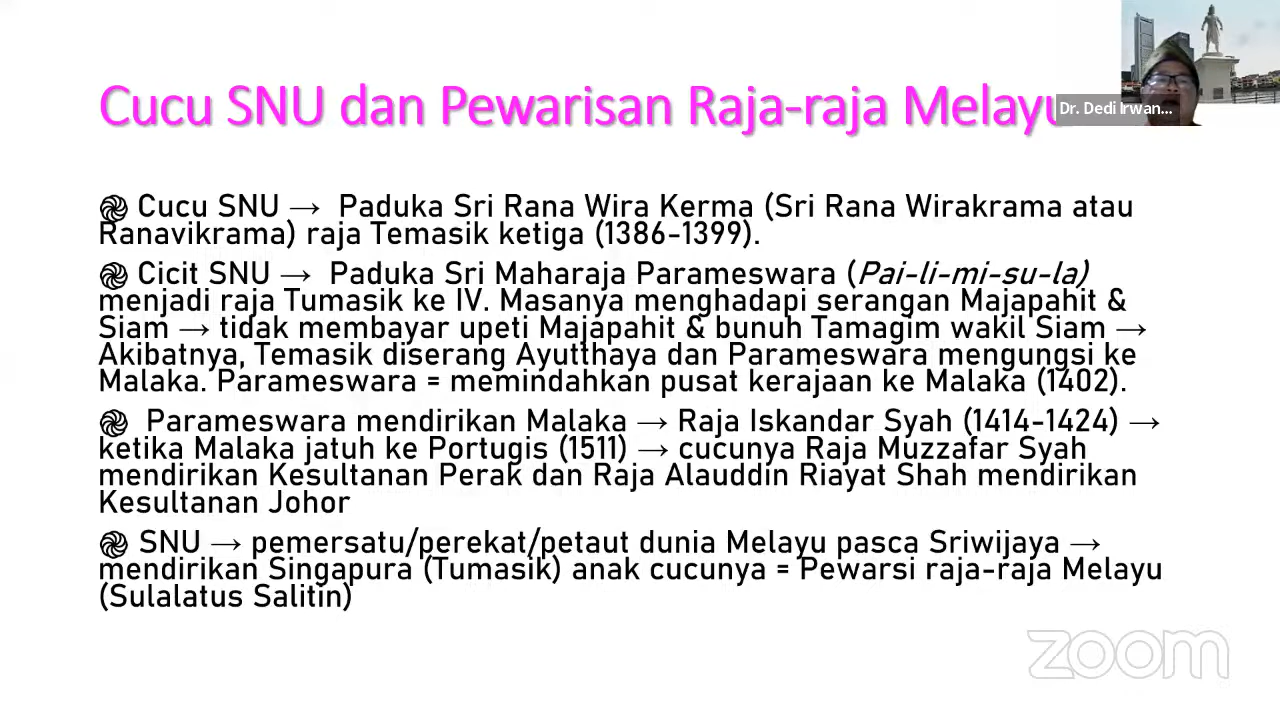 Cucu SNU dan Pewarisan Raja-raja Melayu
Dr. Dedi Irwan...
Cucu SNU → Paduka Sri Rana Wira Kerma (Sri Rana Wirakrama atau
Ranavikrama) raja Temasik ketiga (1386-1399).
Cicit SNU → Paduka Sri Maharaja Parameswara (Pai-li-mi-su-la)
menjadi raja Tumasik ke IV. Masanya menghadapi serangan Majapahit &
Siam → tidak membayar upeti Majapahit & bunuh Tamagim wakil Siam →
Akibatnya, Temasik diserang Ayutthaya dan Parameswara mengungsi ke
Malaka. Parameswara = memindahkan pusat kerajaan ke Malaka (1402).
Parameswara mendirikan Malaka → Raja Iskandar Syah (1414-1424) →
ketika Malaka jatuh ke Portugis (1511) → cucunya Raja Muzzafar Syah
mendirikan Kesultanan Perak dan Raja Alauddin Riayat Shah mendirikan
Kesultanan Johor
SNU → pemersatu/perekat/petaut dunia Melayu pasca Sriwijaya →
mendirikan Singapura (Tumasik) anak cucunya = Pewarsi raja-raja Melayu
(Sulalatus Salitin)
zoom